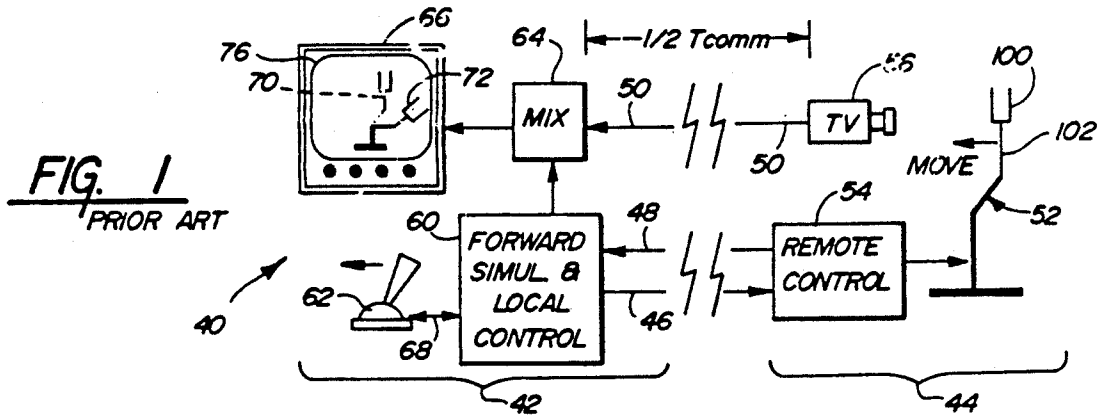 66
76
70
72
64
-1/2 Tcomm
56
100
MIX
50
TV
50
102
MOVE
FIG. 1
PRIOR ART
60
FORWARD
SIMUL. &
LOCAL
CONTROL
48
46
54
REMOTE
CONTROL
52
62
68
40
42
44